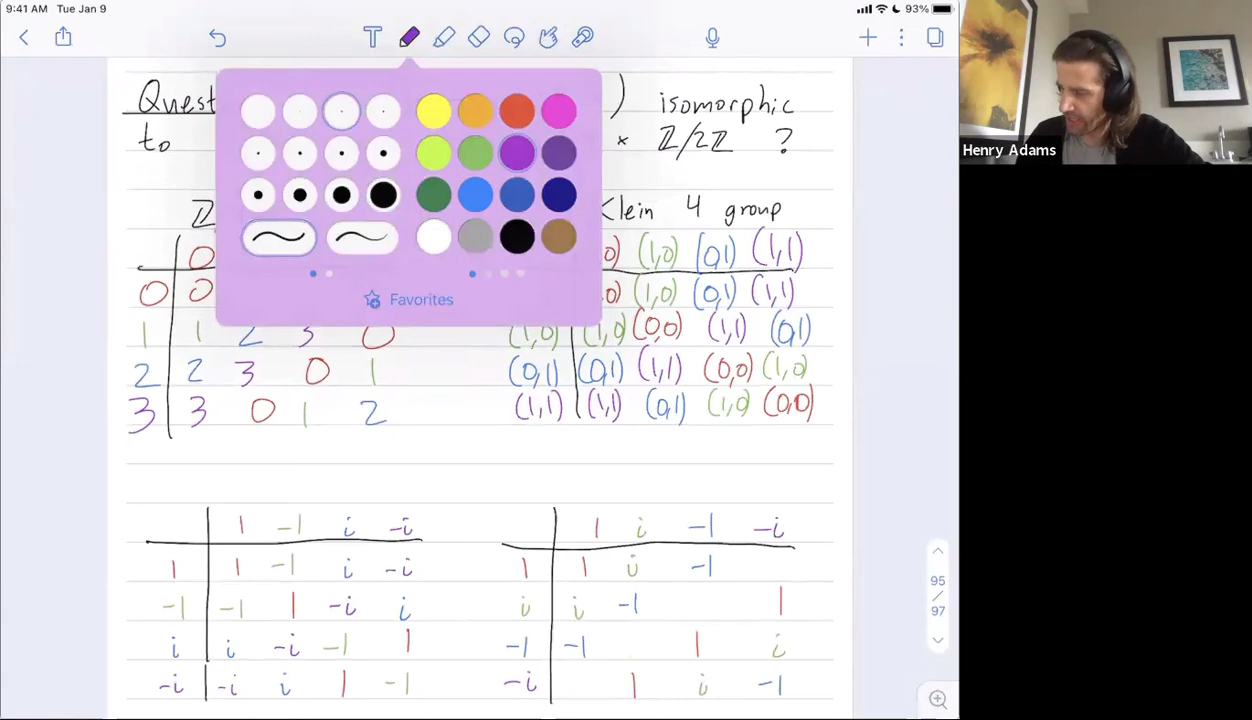 9:41 AM Tue Jan 9
93%
Quest ) isomorphic
to × ℤ/2ℤ ?
Klein 4 group
0 0) (1,0) (0,1) (1,1)
0 0 0) (1,0) (0,1) (1,1)
1 1 2 3 0 (1,0) (1,0) (0,0) (1,1) (0,1)
2 2 3 0 1 (0,1) (0,1) (1,1) (0,0) (1,0)
3 3 0 1 2 (1,1) (1,1) (0,1) (1,0) (0,0)
Favorites
1 -1 i -i
1 1 -1 i -i
-1 -1 1 -i i
i i -i -1 1
-i -i i 1 -1
1 i -1 -i
1 1 i -1
i i -1 1
-1 -1 1 i
-i 1 i -1
95
/
97
Henry Adams